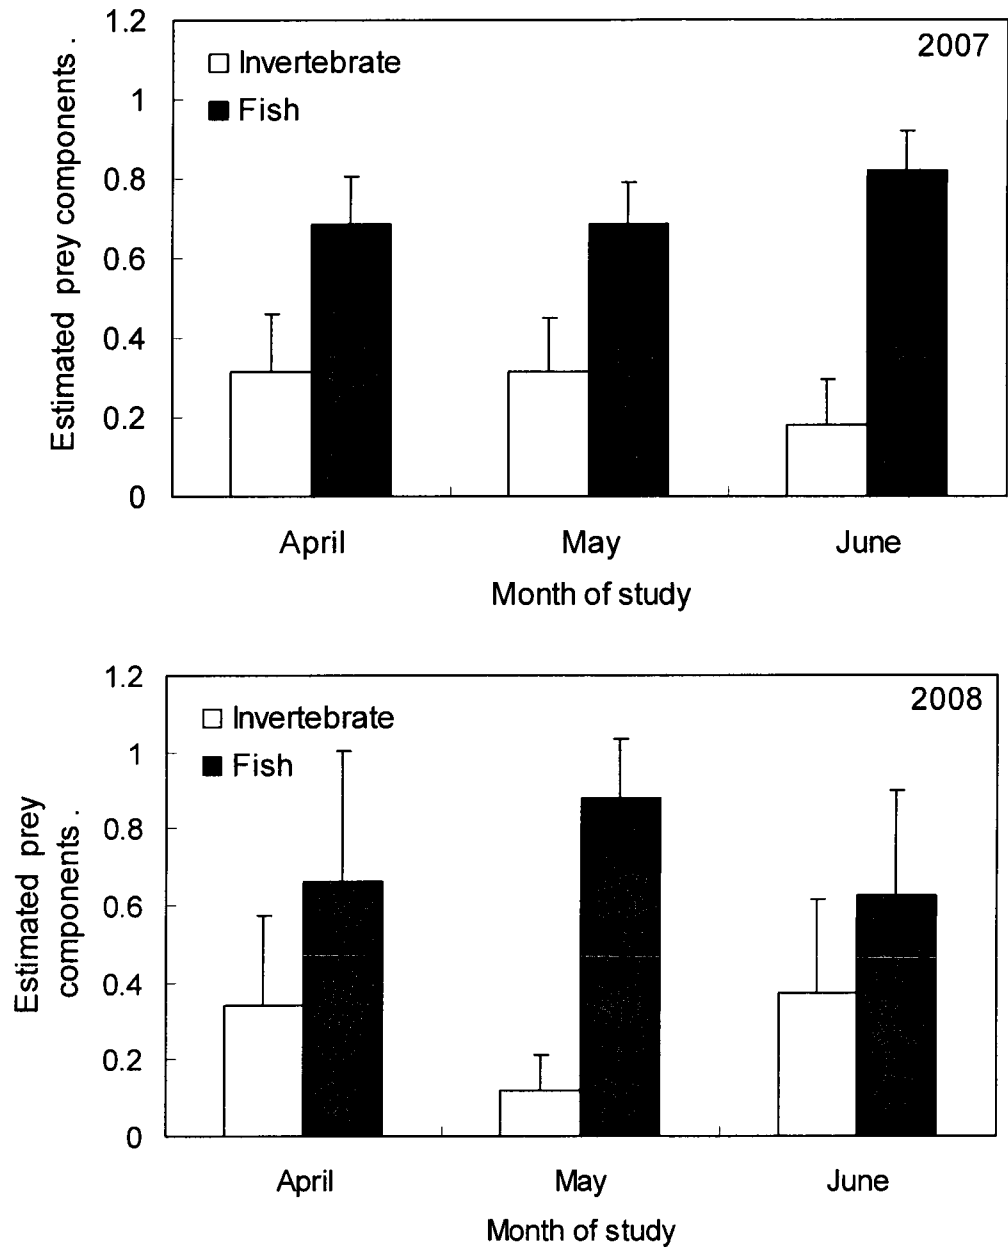 1.2
2007
Invertebrate
Fish
1
0.8
0.6
0.4
0.2
0
Estimated prey components .
April May June
Month of study
1.2
2008
Invertebrate
Fish
1
0.8
0.6
0.4
0.2
0
Estimated prey
components .
April May June
Month of study